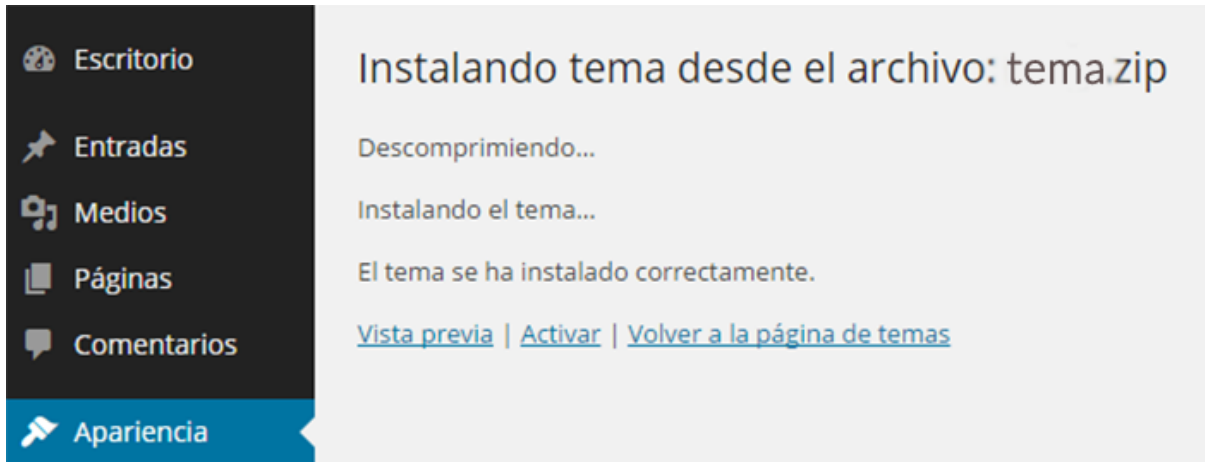 Escritorio
Entradas
Medios
Páginas
Comentarios
Apariencia
Instalando tema desde el archivo: tema.zip
Descomprimiendo...
Instalando el tema...
El tema se ha instalado correctamente.
Vista previa | Activar | Volver a la página de temas